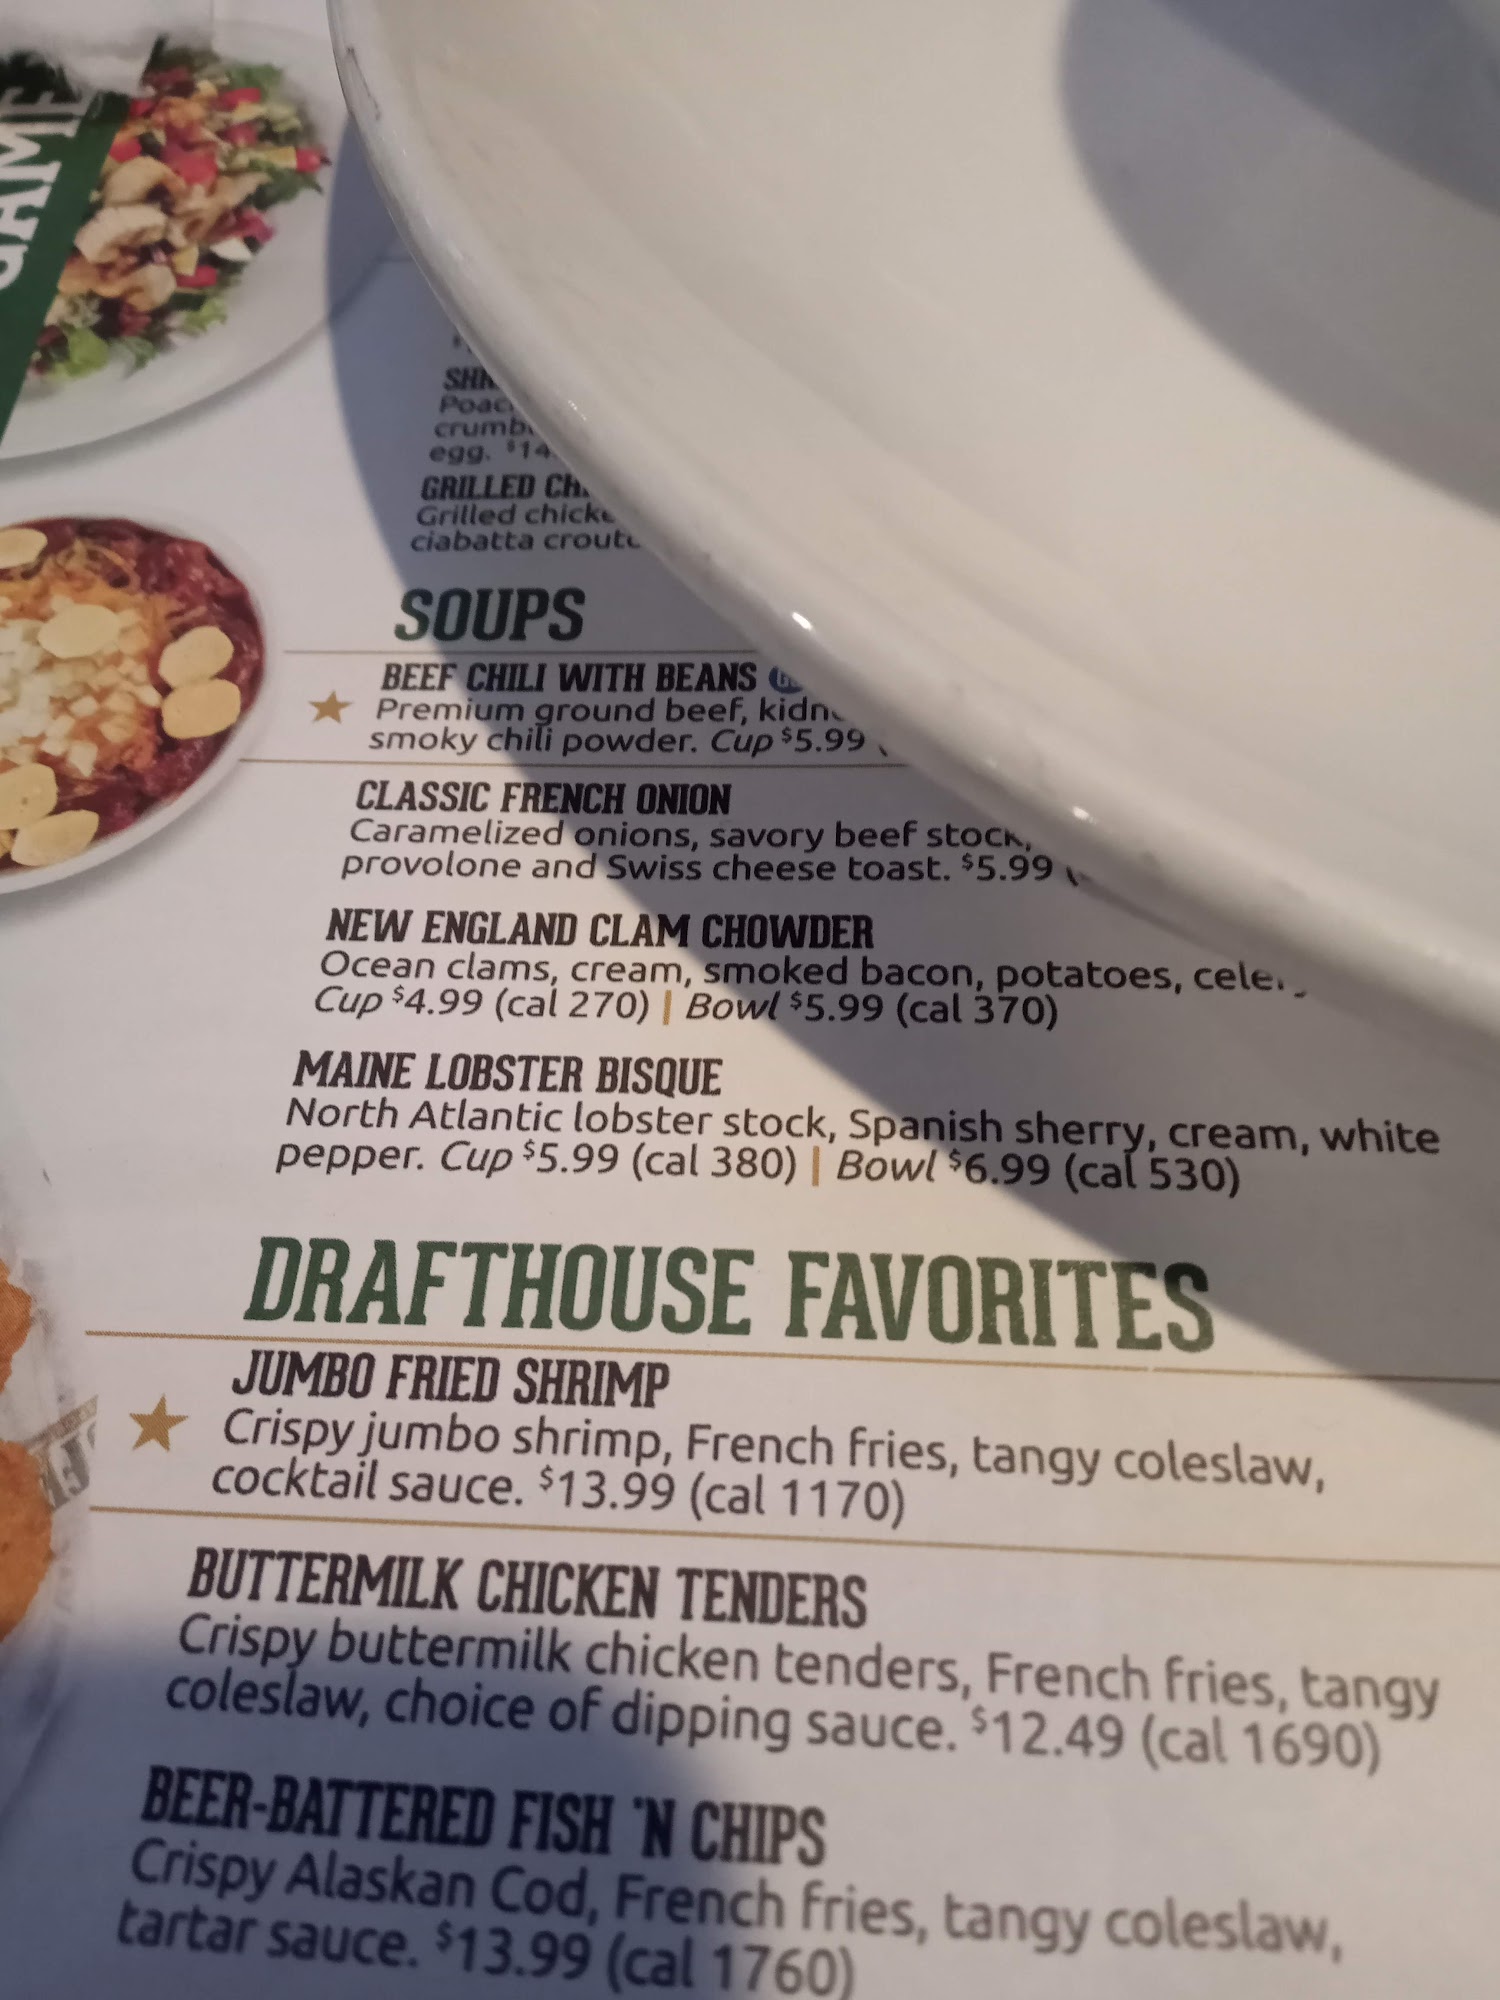 GAME
egg. $14
GRILLED
Grilled
ciabatta
SOUPS
BEEF CHILI WITH BEANS
Premium ground beef,
smoky chili powder. Cup $5.99
CLASSIC FRENCH ONION
Caramelized onions, savory beef stock,
provolone and Swiss cheese toast. $5.99
NEW ENGLAND CLAM CHOWDER
Ocean clams, cream, smoked bacon, potatoes,
Cup $4.99 (cal 270) | Bowl $5.99 (cal 370)
MAINE LOBSTER BISQUE
North Atlantic lobster stock, Spanish sherry, cream, white
pepper. Cup $5.99 (cal 380) | Bowl $6.99 (cal 530)
DRAFTHOUSE FAVORITES
JUMBO FRIED SHRIMP
Crispy jumbo shrimp, French fries, tangy coleslaw,
cocktail sauce. $13.99 (cal 1170)
BUTTERMILK CHICKEN TENDERS
Crispy buttermilk chicken tenders, French fries, tangy
coleslaw, choice of dipping sauce. $12.49 (cal 1690)
BEER-BATTERED FISH 'N CHIPS
Crispy Alaskan Cod, French fries, tangy coleslaw,
tartar sauce. $13.99 (cal 1760)